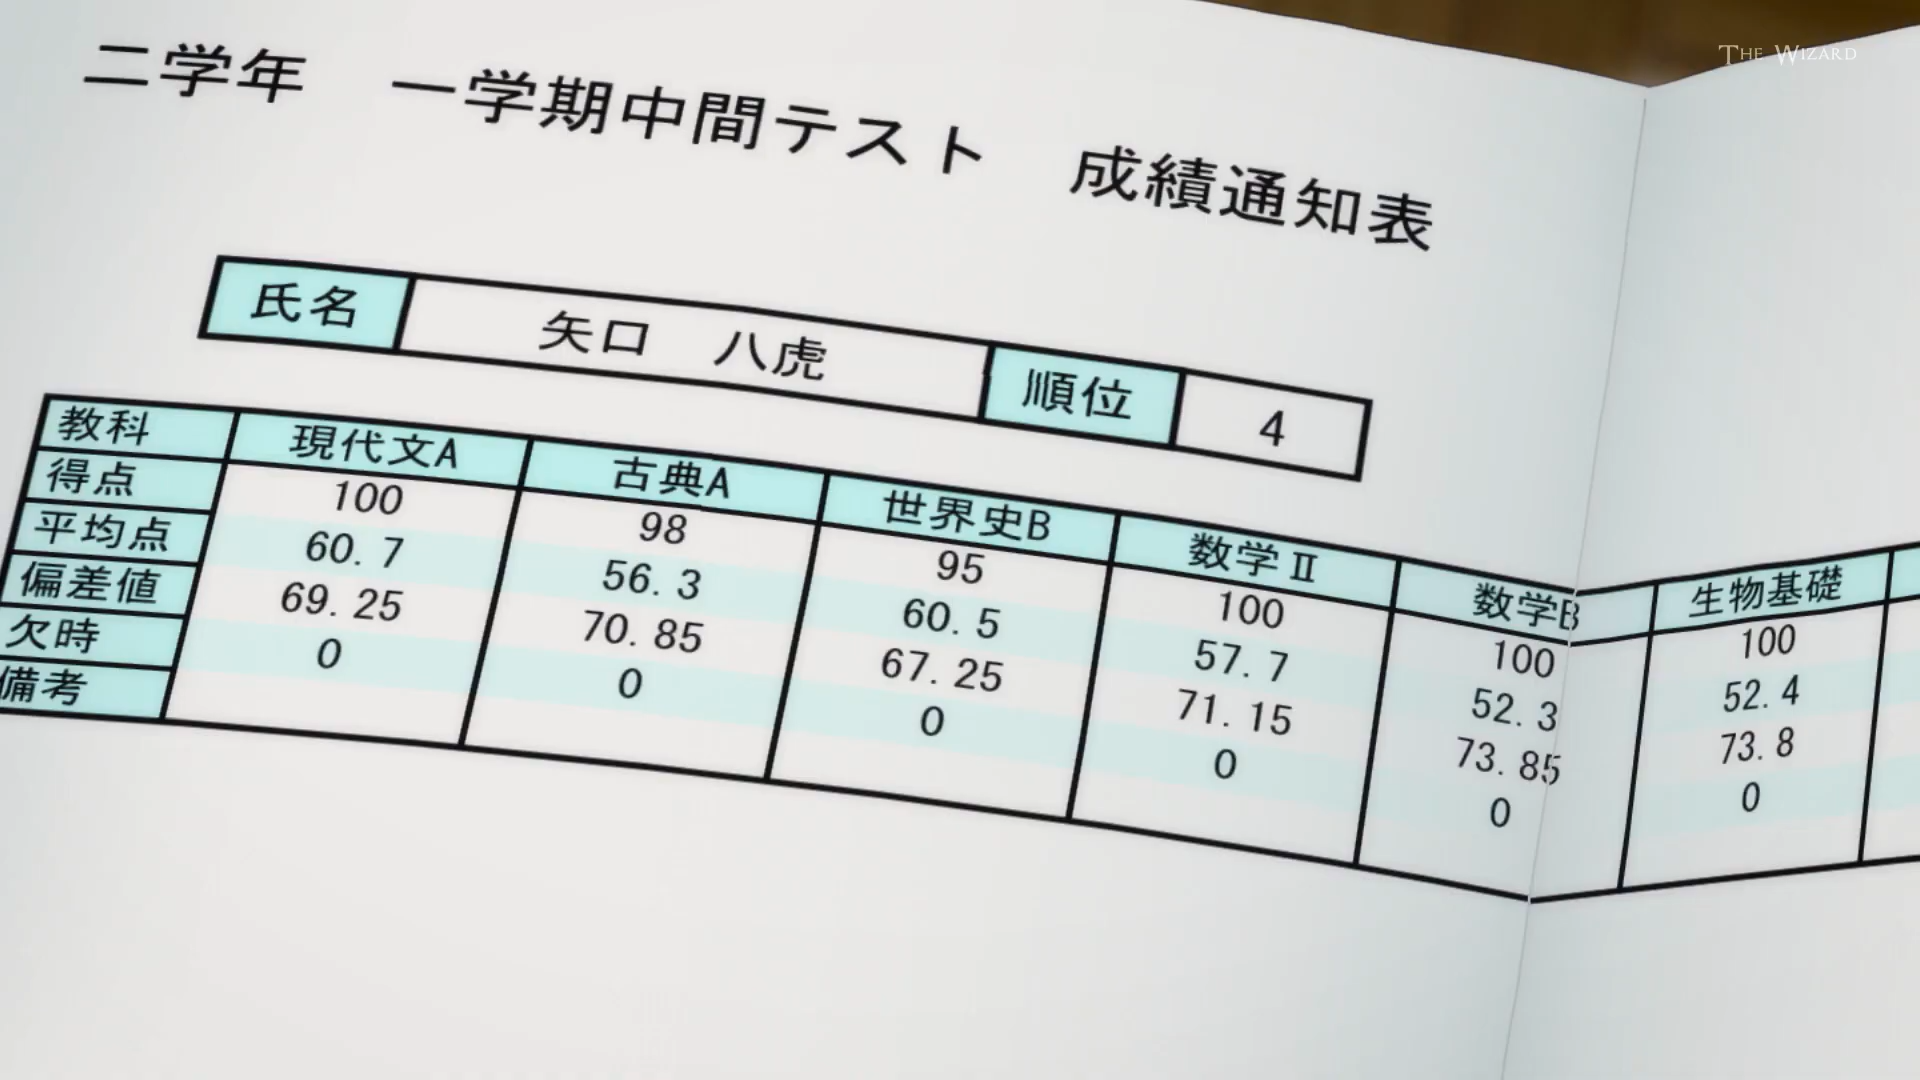 The Wizard
二学年 一学期中間テスト 成績通知表
氏名 矢口 八虎 順位 4
教科 現代文A 古典A 世界史B 数学Ⅱ 数学B 生物基礎
得点 100 98 95 100 100 100
平均点 60.7 56.3 60.5 57.7 52.3 52.4
偏差値 69.25 70.85 67.25 71.15 73.85 73.8
欠時 0 0 0 0 0 0
備考